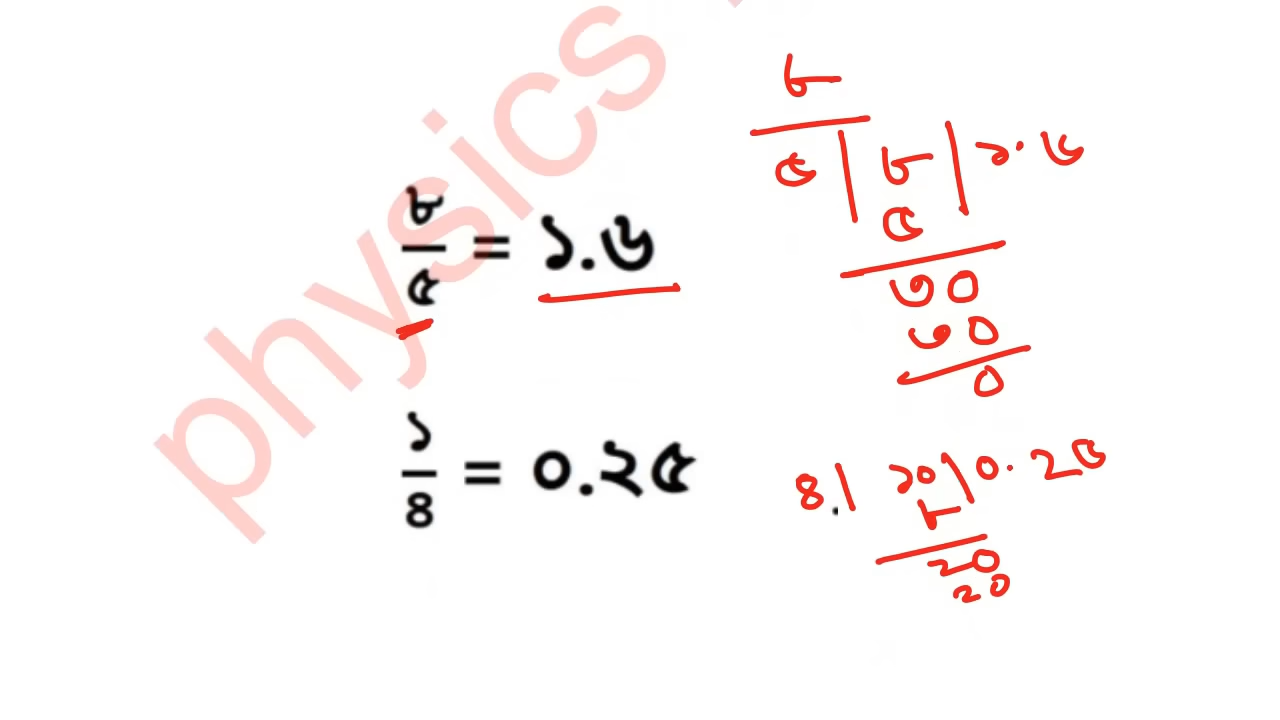 ৮/৫ = ১.৬
১/৪ = ০.২৫
৮
৫ | ৮ | ১.৬
৫
৩০
৩০
০
৪ | ১০ | ০.২৫
৮
২০
২০
physics